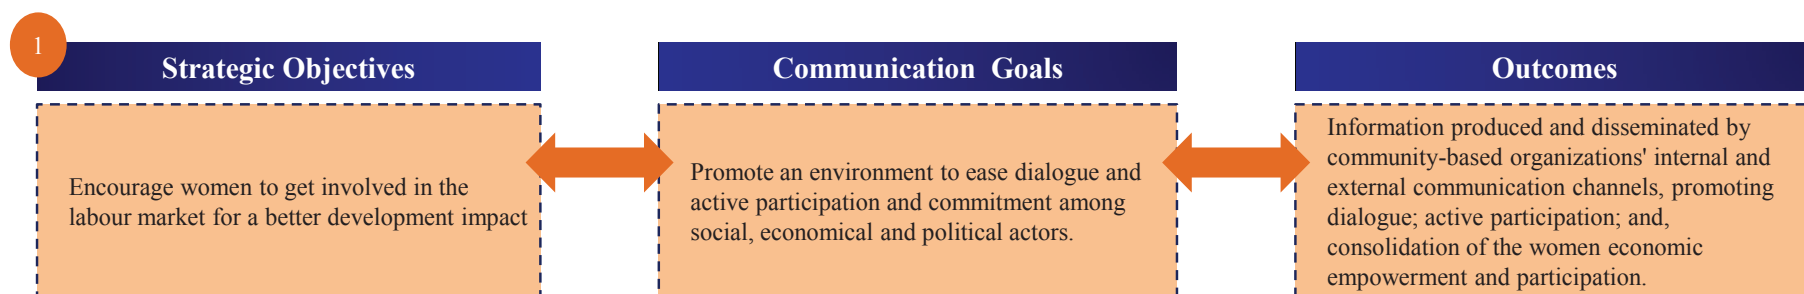 1
Strategic Objectives
Encourage women to get involved in the
labour market for a better development impact
Communication Goals
Promote an environment to ease dialogue and
active participation and commitment among
social, economical and political actors.
Outcomes
Information produced and disseminated by
community-based organizations' internal and
external communication channels, promoting
dialogue; active participation; and,
consolidation of the women economic
empowerment and participation.